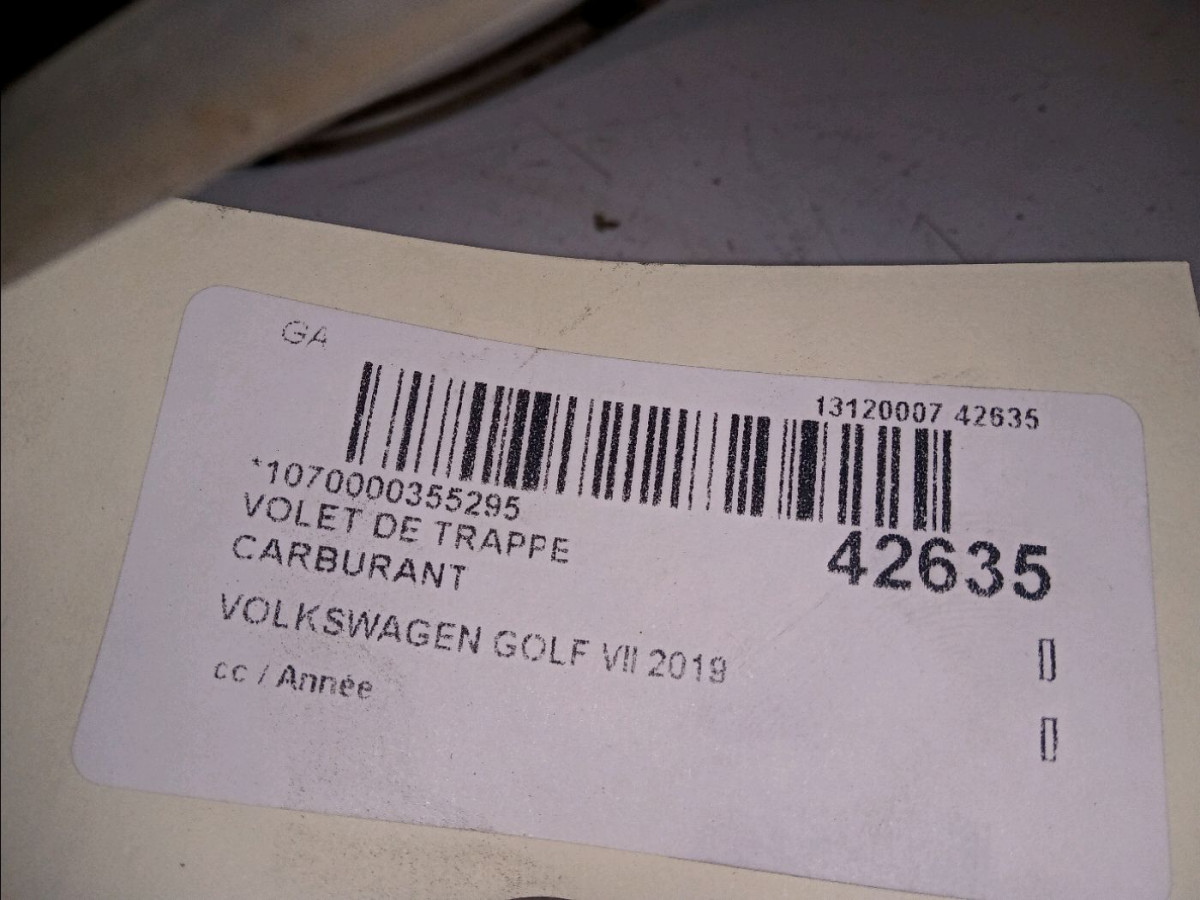 GA
13120007 42635
*1070000355295
VOLET DE TRAPPE
CARBURANT
42635
VOLKSWAGEN GOLF VII 2019
cc / Année